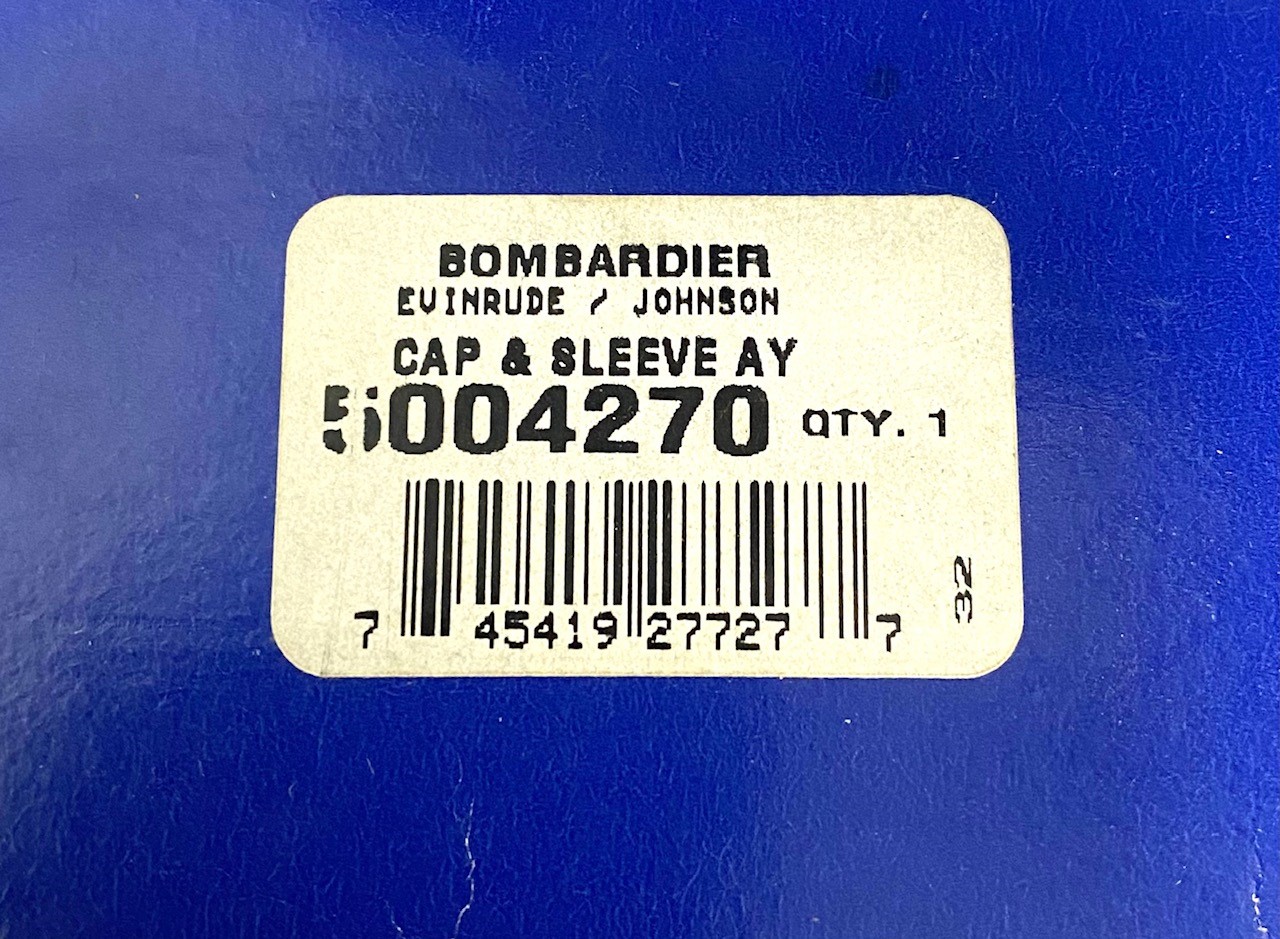 BOMBARDIER
EVINRUDE / JOHNSON
CAP & SLEEVE AY
5004270 QTY. 1
7 45419 27727 7
32